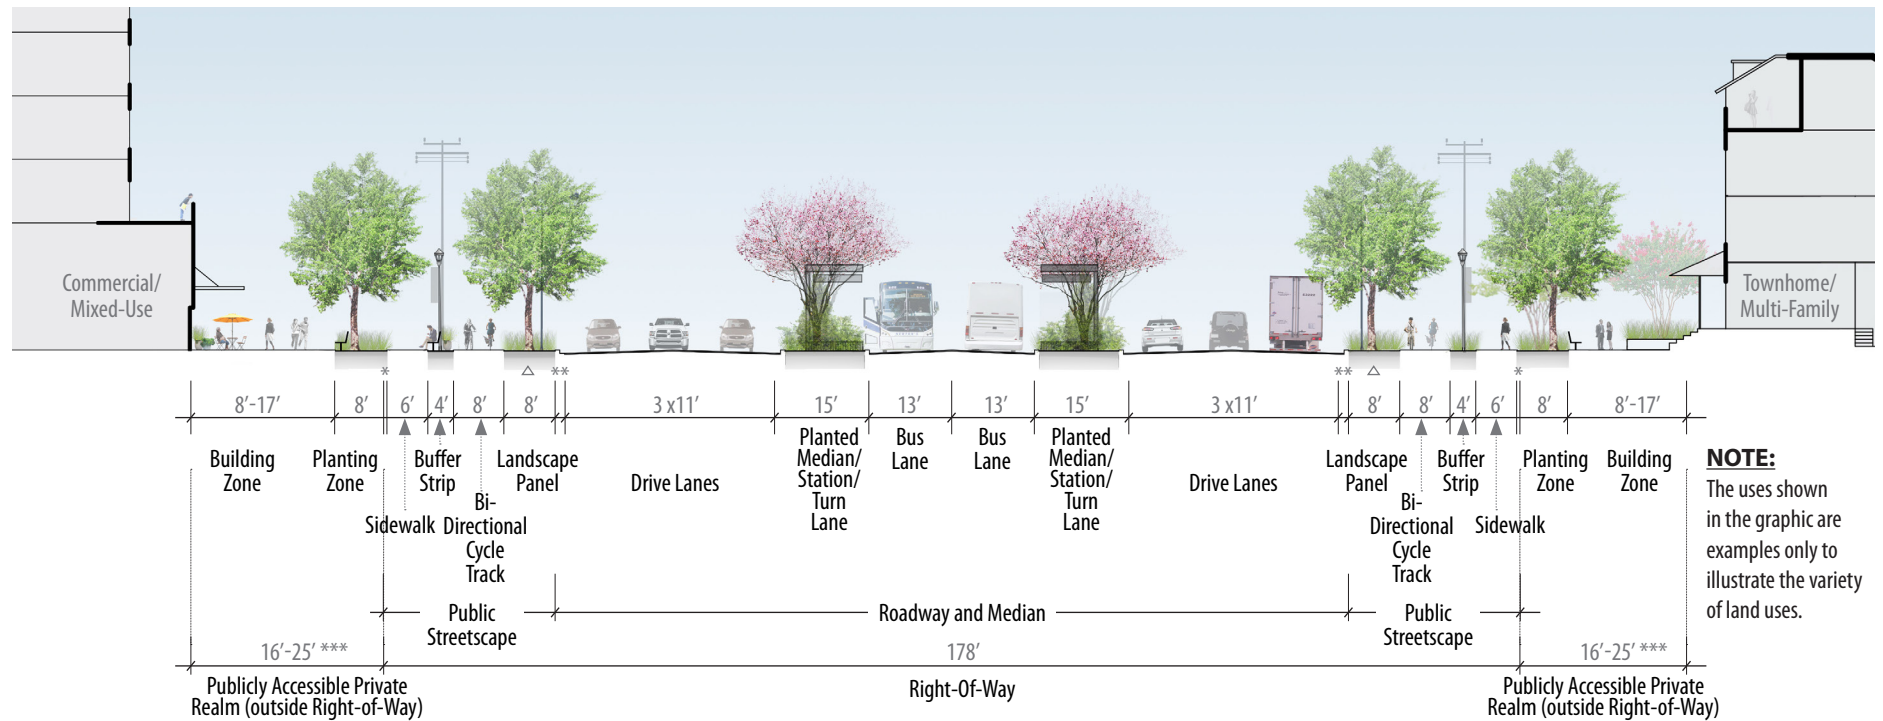 Commercial/
Mixed-Use
Townhome/
Multi-Family
* △ ** ** △ *
8'-17' 8' 6' 4' 8' 8' 3 x11' 15' 13' 13' 15' 3 x11' 8' 8' 4' 6' 8' 8'-17'
Building
Zone
Planting
Zone
Sidewalk
Buffer
Strip
Bi-
Directional
Cycle
Track
Landscape
Panel
Drive Lanes
Planted
Median/
Station/
Turn
Lane
Bus
Lane
Bus
Lane
Planted
Median/
Station/
Turn
Lane
Drive Lanes
Landscape
Panel
Bi-
Directional
Cycle
Track
Buffer
Strip
Sidewalk
Planting
Zone
Building
Zone
Public
Streetscape
Roadway and Median
Public
Streetscape
16'-25' *** 178' 16'-25' ***
Publicly Accessible Private
Realm (outside Right-of-Way)
Right-Of-Way
Publicly Accessible Private
Realm (outside Right-of-Way)
NOTE:
The uses shown
in the graphic are
examples only to
illustrate the variety
of land uses.